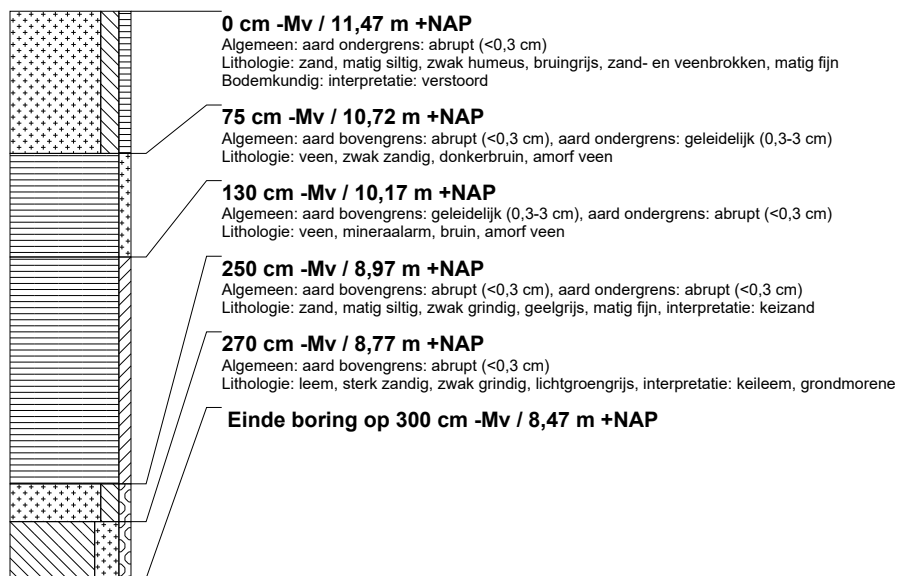 0 cm -Mv / 11,47 m +NAP
Algemeen: aard ondergrens: abrupt (<0,3 cm)
Lithologie: zand, matig siltig, zwak humeus, bruingrijs, zand- en veenbrokken, matig fijn
Bodemkundig: interpretatie: verstoord
75 cm -Mv / 10,72 m +NAP
Algemeen: aard bovengrens: abrupt (<0,3 cm), aard ondergrens: geleidelijk (0,3-3 cm)
Lithologie: veen, zwak zandig, donkerbruin, amorf veen
130 cm -Mv / 10,17 m +NAP
Algemeen: aard bovengrens: geleidelijk (0,3-3 cm), aard ondergrens: abrupt (<0,3 cm)
Lithologie: veen, mineraalarm, bruin, amorf veen
250 cm -Mv / 8,97 m +NAP
Algemeen: aard bovengrens: abrupt (<0,3 cm), aard ondergrens: abrupt (<0,3 cm)
Lithologie: zand, matig siltig, zwak grindig, geelgrijs, matig fijn, interpretatie: keizand
270 cm -Mv / 8,77 m +NAP
Algemeen: aard bovengrens: abrupt (<0,3 cm)
Lithologie: leem, sterk zandig, zwak grindig, lichtgroengrijs, interpretatie: keileem, grondmorene
Einde boring op 300 cm -Mv / 8,47 m +NAP